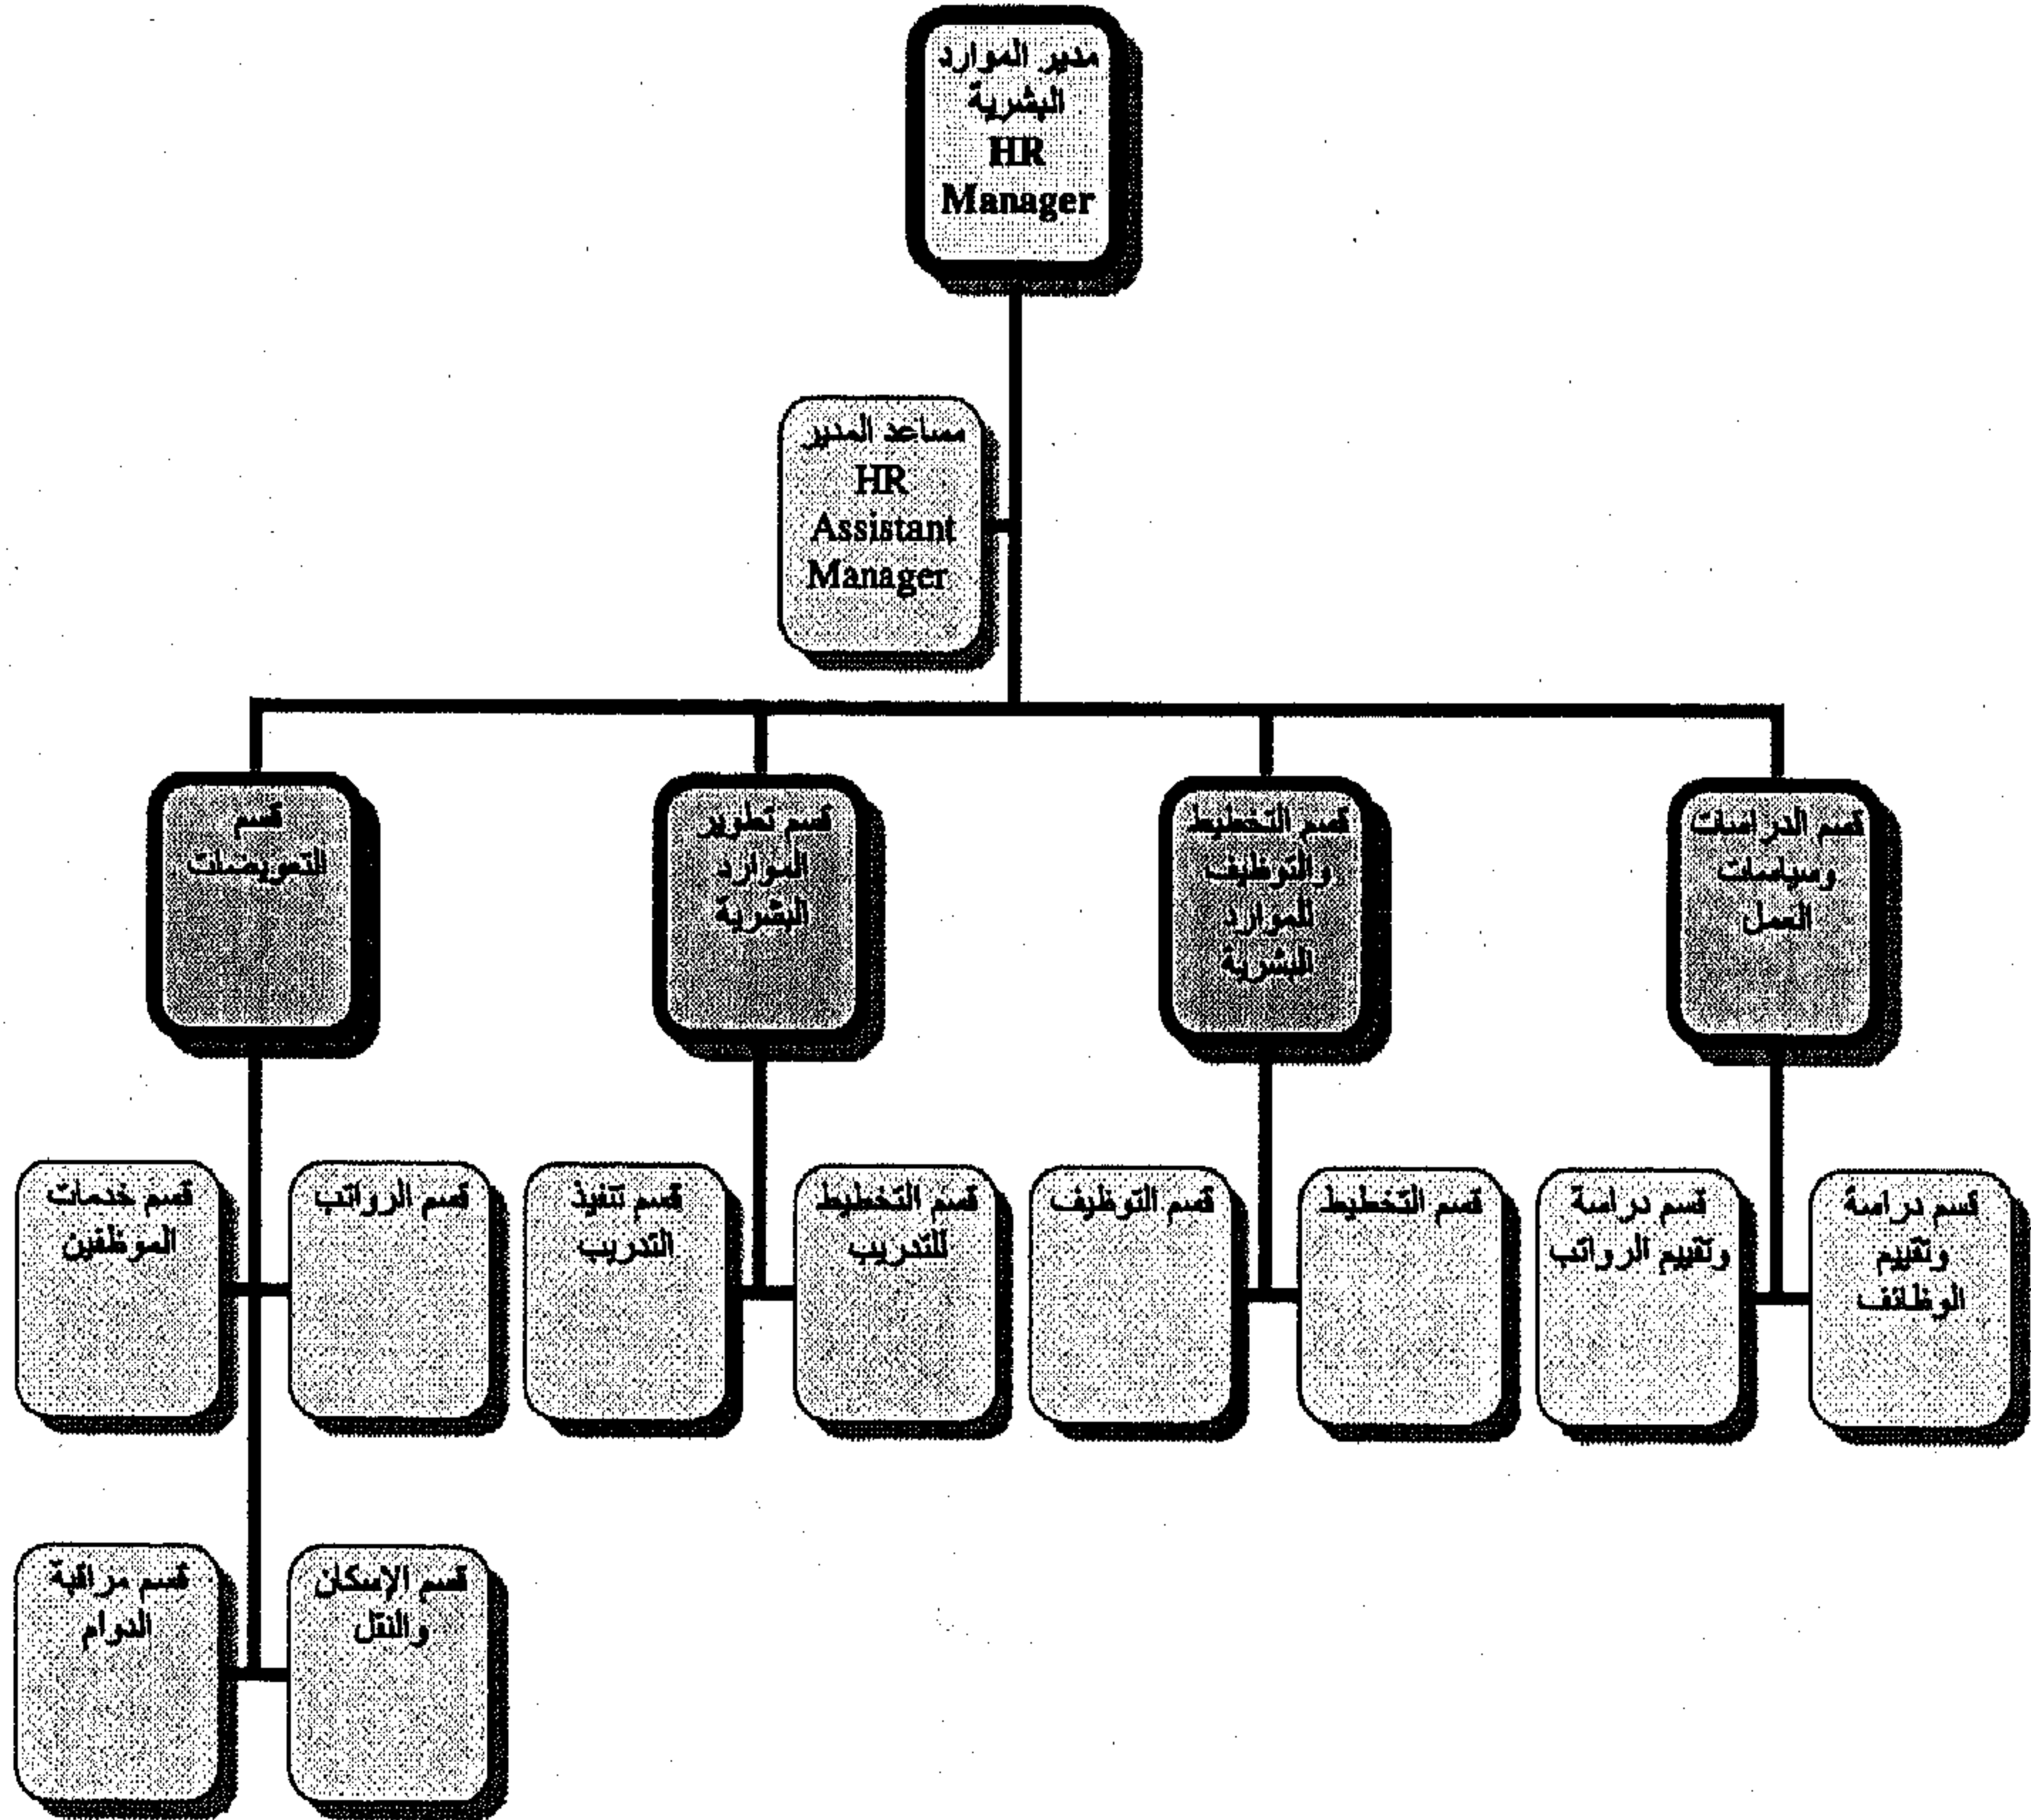 مدير الموارد
البشرية
HR
Manager
مساعد المدير
HR
Assistant
Manager
قسم الدراسات
وسياسات
العمل
قسم التخطيط
والتوظيف
للموارد
البشرية
قسم تطوير
الموارد
البشرية
قسم
التعويضات
قسم دراسة
وتقييم
الوظائف
قسم دراسة
وتقييم الرواتب
قسم التخطيط
قسم التوظيف
قسم التخطيط
للتدريب
قسم تنفيذ
التدريب
قسم الرواتب
قسم خدمات
الموظفين
قسم الإسكان
والنقل
قسم مراقبة
الدوام